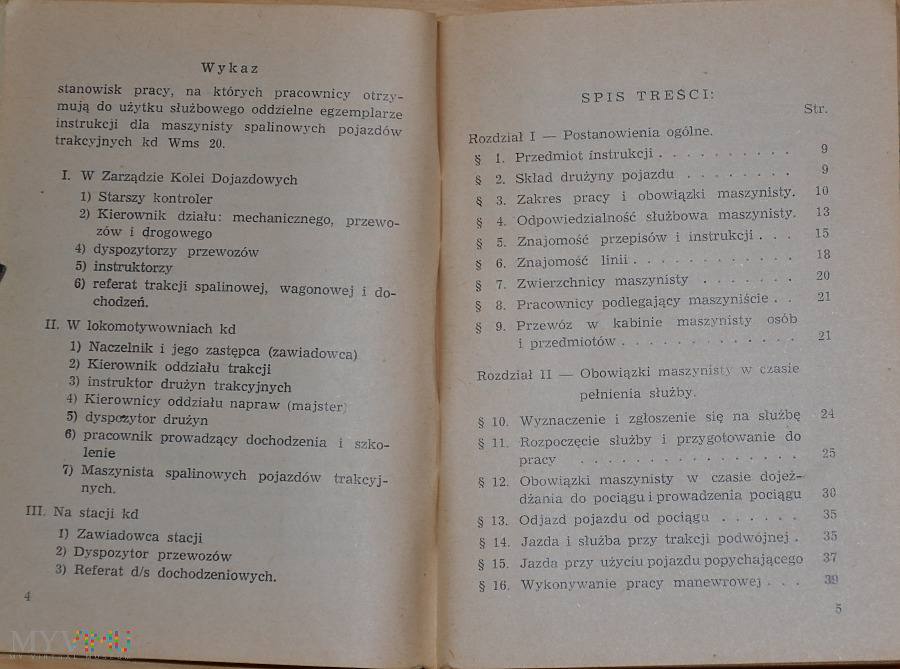 Wykaz
stanowisk pracy, na których pracownicy otrzy-
mują do użytku służbowego oddzielne egzemplarze
instrukcji dla maszynisty spalinowych pojazdów
trakcyjnych kd Wms 20.
I. W Zarządzie Kolei Dojazdowych
1) Starszy kontroler
2) Kierownik działu: mechanicznego, przewo-
zów i drogowego
4) dyspozytorzy przewozów
5) instruktorzy
6) referat trakcji spalinowej, wagonowej i do-
chodzeń.
II. W lokomotywowniach kd
1) Naczelnik i jego zastępca (zawiadowca)
2) Kierownik oddziału trakcji
3) instruktor drużyn trakcyjnych
4) Kierownicy oddziału napraw (majster)
5) dyspozytor drużyn
6) pracownik prowadzący dochodzenia i szko-
lenie
7) Maszynista spalinowych pojazdów trakcyj-
nych.
III. Na stacji kd
1) Zawiadowca stacji
2) Dyspozytor przewozów
3) Referat d/s dochodzeniowych.
4
SPIS TREŚCI:
Str.
Rozdział I — Postanowienia ogólne.
§ 1. Przedmiot instrukcji . . . . . . . . . . 9
§ 2. Skład drużyny pojazdu . . . . . . . . 9
§ 3. Zakres pracy i obowiązki maszynisty. 10
§ 4. Odpowiedzialność służbowa maszynisty. 13
§ 5. Znajomość przepisów i instrukcji . . . 15
§ 6. Znajomość linii . . . . . . . . . . . . 18
§ 7. Zwierzchnicy maszynisty . . . . . . . 20
§ 8. Pracownicy podlegający maszyniście . . 21
§ 9. Przewóz w kabinie maszynisty osób
i przedmiotów . . . . . . . . . . . . . 21
Rozdział II — Obowiązki maszynisty w czasie
pełnienia służby.
§ 10. Wyznaczenie i zgłoszenie się na służbę 24
§ 11. Rozpoczęcie służby i przygotowanie do
pracy . . . . . . . . . . . . . . . 25
§ 12. Obowiązki maszynisty w czasie dojeż-
dżania do pociągu i prowadzenia pociągu 30
§ 13. Odjazd pojazdu od pociągu . . . . . . 35
§ 14. Jazda i służba przy trakcji podwójnej . 35
§ 15. Jazda przy użyciu pojazdu popychającego 37
§ 16. Wykonywanie pracy manewrowej . . . 39
5